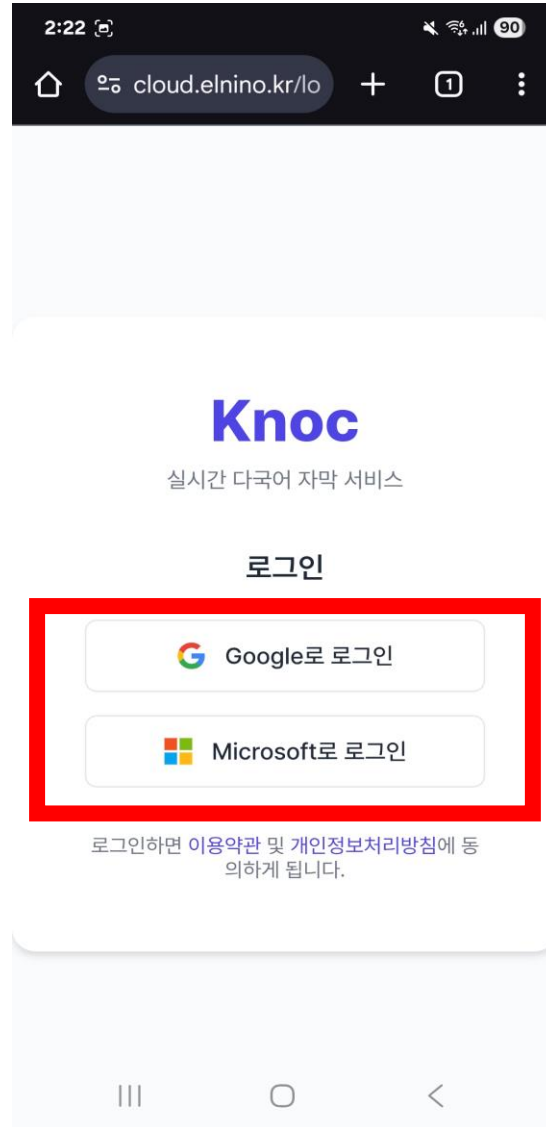 2:22
90
cloud.elnino.kr/lo
1
Knoc
실시간 다국어 자막 서비스
로그인
Google로 로그인
Microsoft로 로그인
로그인하면 이용약관 및 개인정보처리방침에 동
의하게 됩니다.